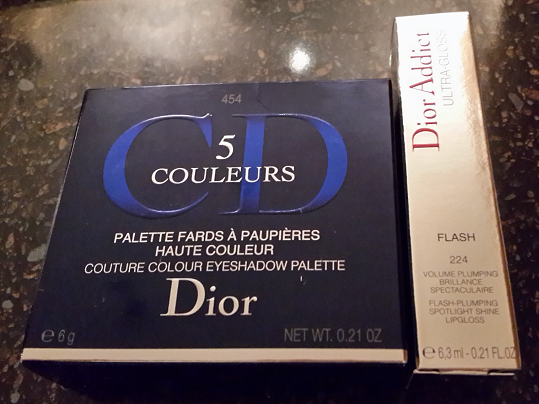 454
CD
5
COULEURS
PALETTE FARDS À PAUPIÈRES
HAUTE COULEUR
COUTURE COLOUR EYESHADOW PALETTE
Dior
e 6 g
NET WT. 0.21 OZ
Dior Addict
ULTRA-GLOSS
FLASH
224
VOLUME PLUMPING
BRILLANCE
SPECTACULAIRE
FLASH-PLUMPING
SPOTLIGHT SHINE
LIPGLOSS
e 6,3 ml - 0.21 FL.OZ